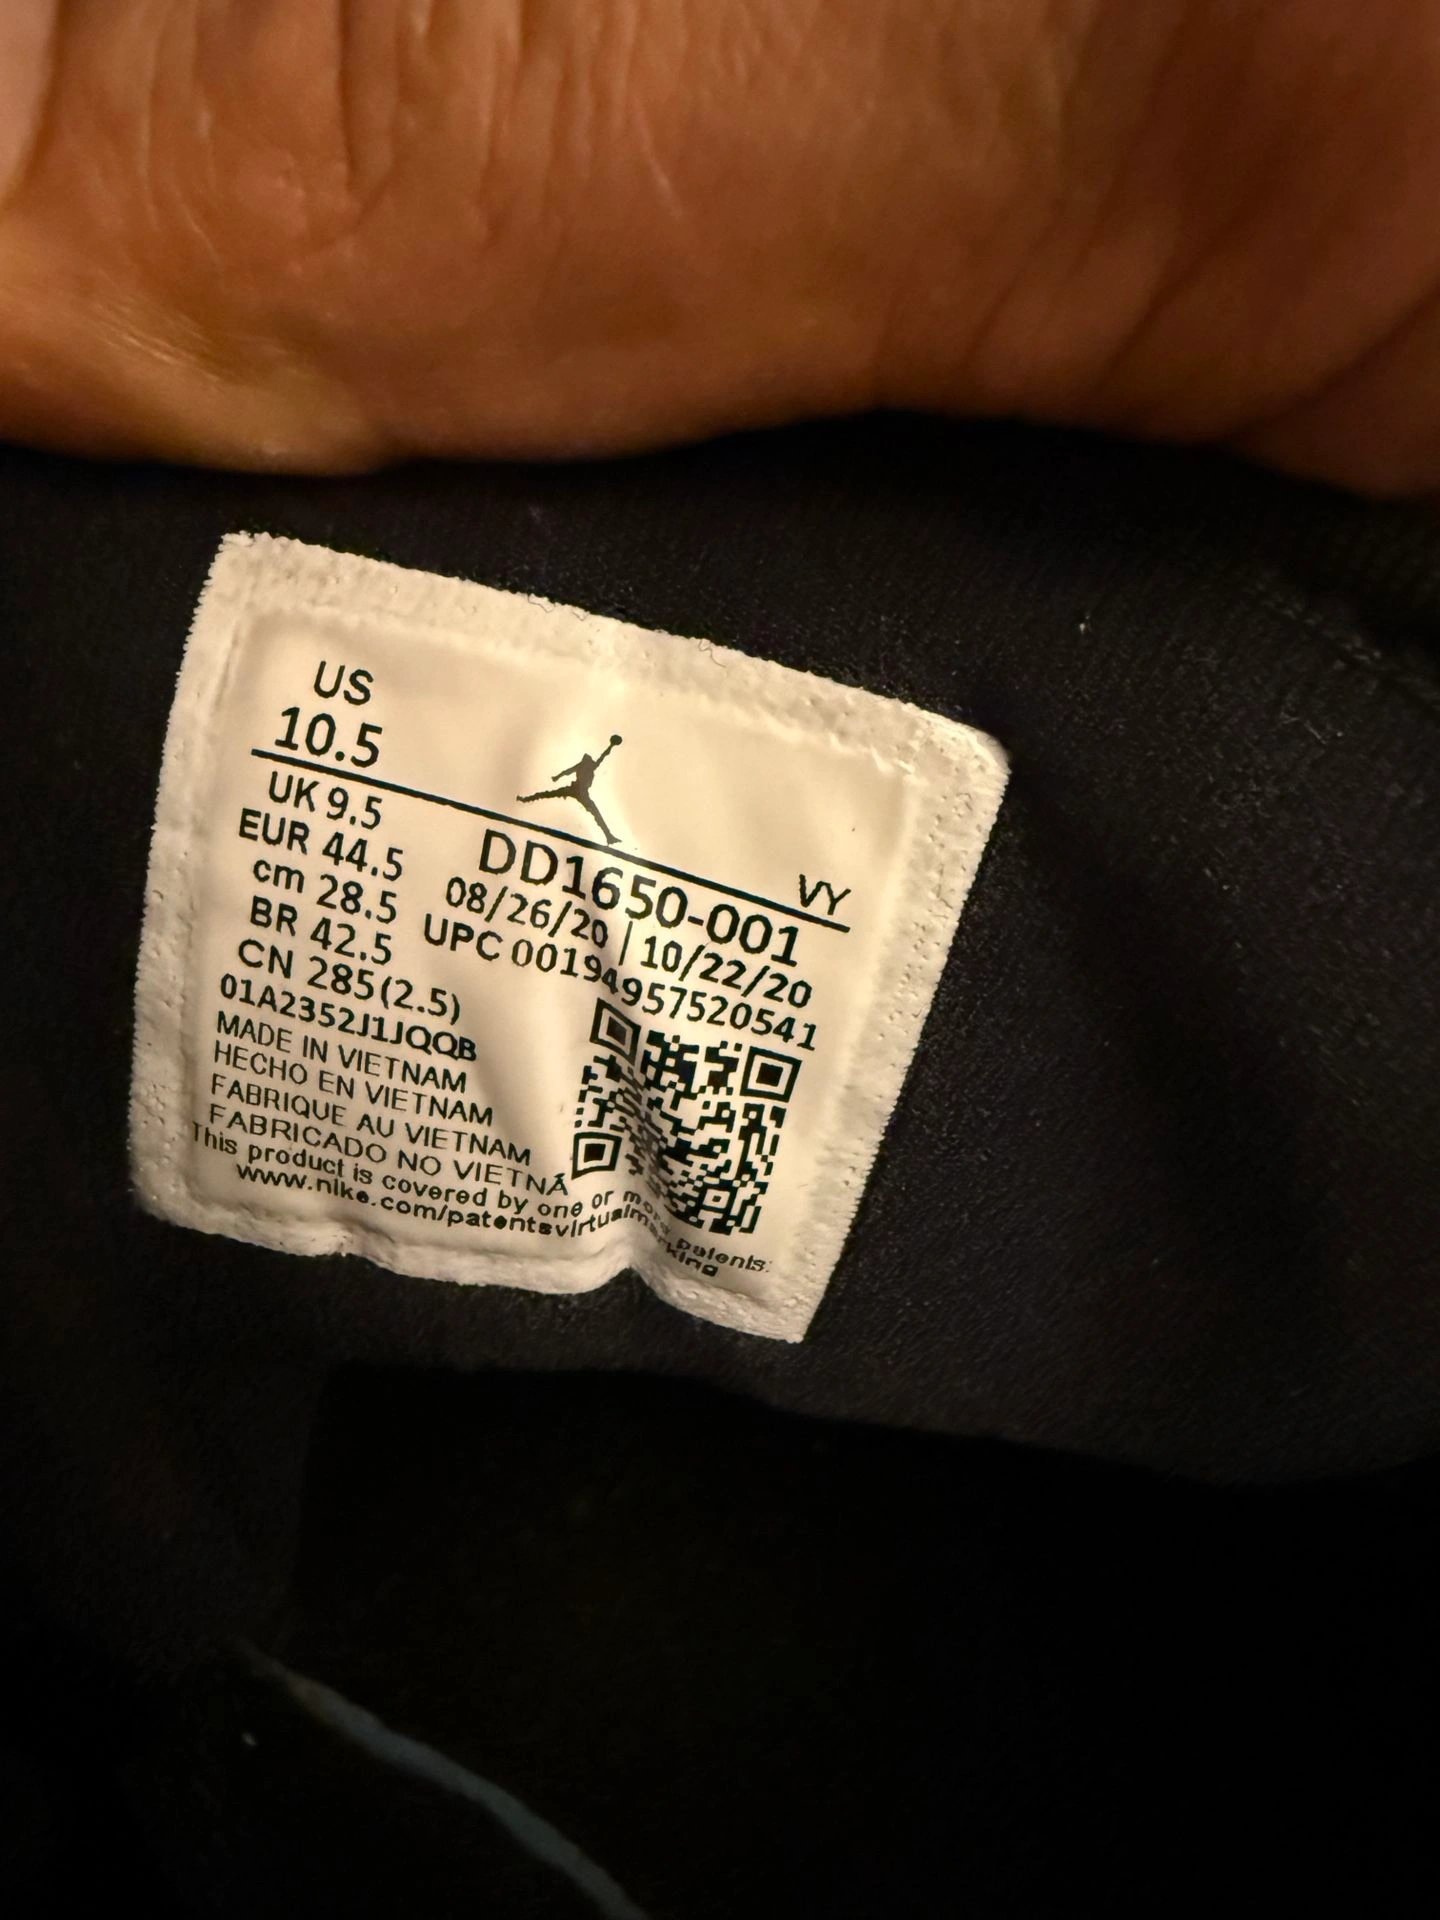 US
10.5
VY
UK 9.5
EUR 44.5
cm 28.5
BR 42.5
CN 285(2.5)
DD1650-001
08/26/20 | 10/22/20
UPC 00194957520541
01A2352J1JQQB
MADE IN VIETNAM
HECHO EN VIETNAM
FABRIQUE AU VIETNAM
FABRICADO NO VIETNÃ
This product is covered by one or more patents:
www.nike.com/patentsvirtualmarking